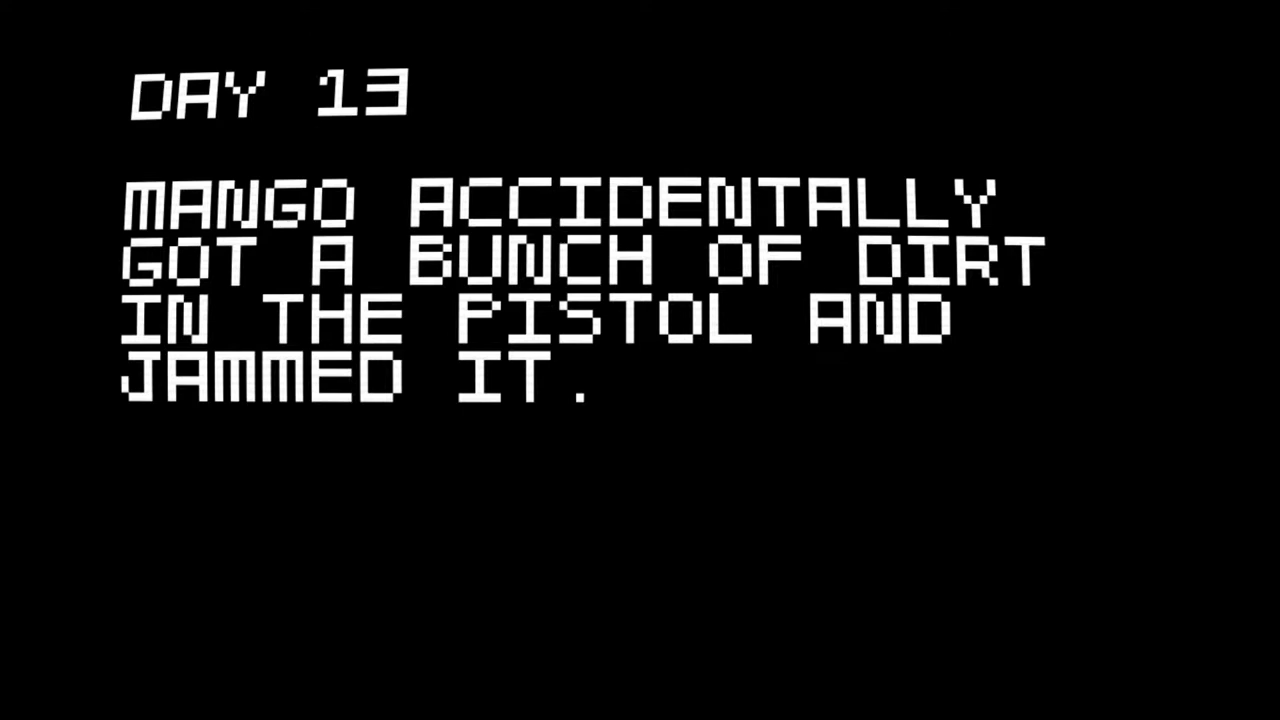 DAY 13
MANGO ACCIDENTALLY
GOT A BUNCH OF DIRT
IN THE PISTOL AND
JAMMED IT.